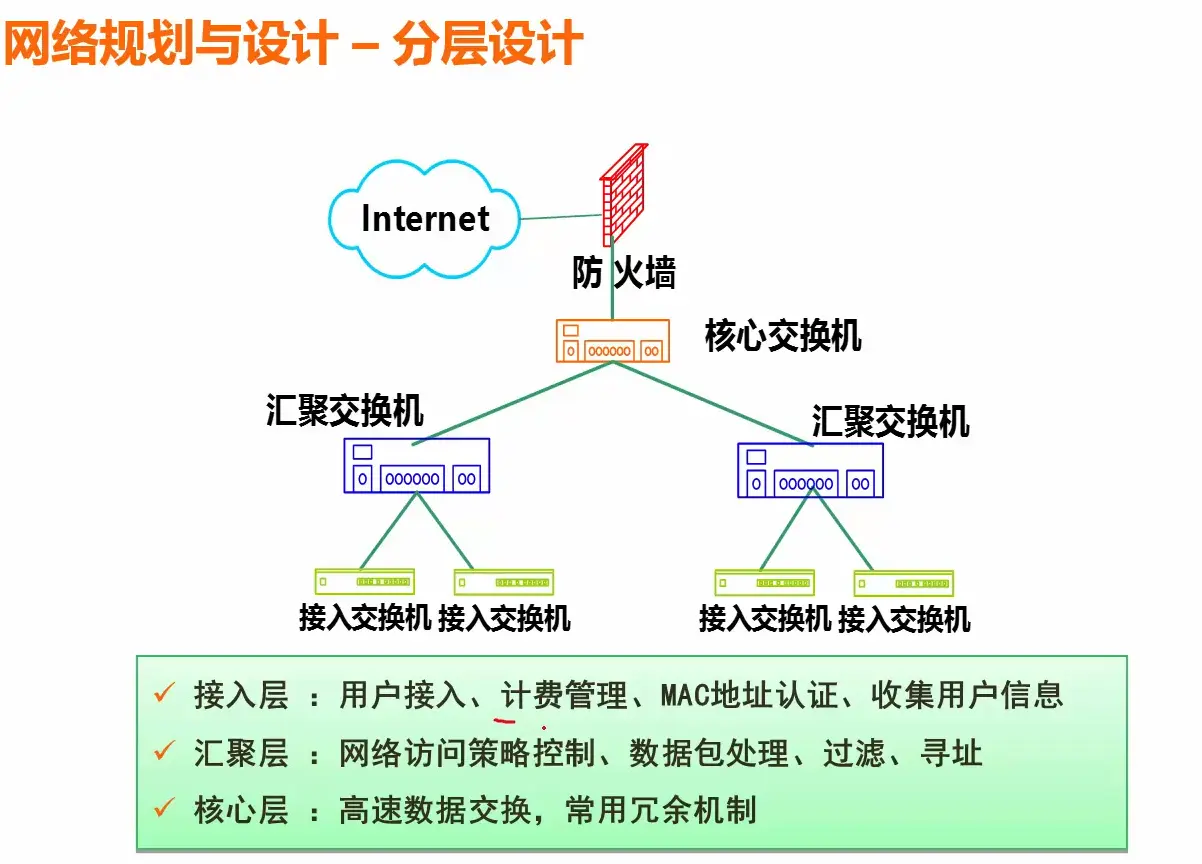 网络规划与设计 – 分层设计
Internet
防 火墙
核心交换机
汇聚交换机
汇聚交换机
接入交换机 接入交换机
接入交换机 接入交换机
✓ 接入层 ：用户接入、计费管理、MAC地址认证、收集用户信息
✓ 汇聚层 ：网络访问策略控制、数据包处理、过滤、寻址
✓ 核心层 ：高速数据交换，常用冗余机制